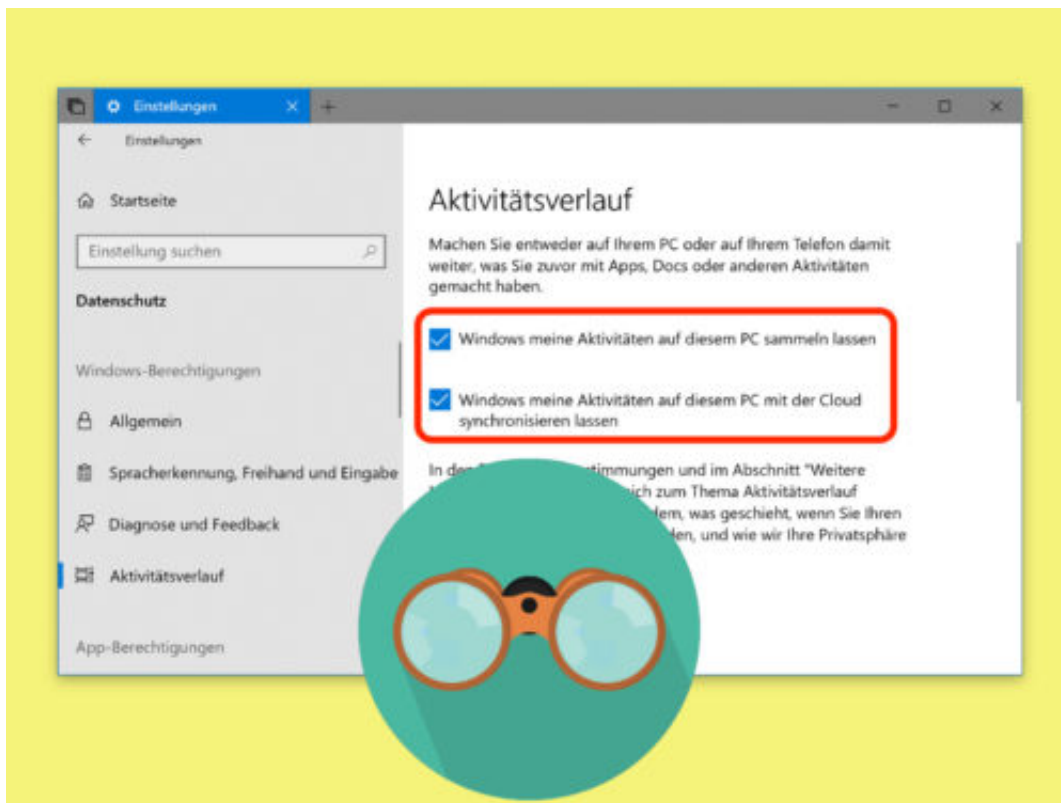 Einstellungen
Einstellungen
Startseite
Einstellung suchen
Datenschutz
Windows-Berechtigungen
Allgemein
Spracherkennung, Freihand und Eingabe
Diagnose und Feedback
Aktivitätsverlauf
App-Berechtigungen
Aktivitätsverlauf
Machen Sie entweder auf Ihrem PC oder auf Ihrem Telefon damit
weiter, was Sie zuvor mit Apps, Docs oder anderen Aktivitäten
gemacht haben.
Windows meine Aktivitäten auf diesem PC sammeln lassen
Windows meine Aktivitäten auf diesem PC mit der Cloud
synchronisieren lassen
In und im Abschnitt "Weitere
zum Thema Aktivitätsverlauf
was geschieht, wenn Sie Ihren
und wie wir Ihre Privatsphäre